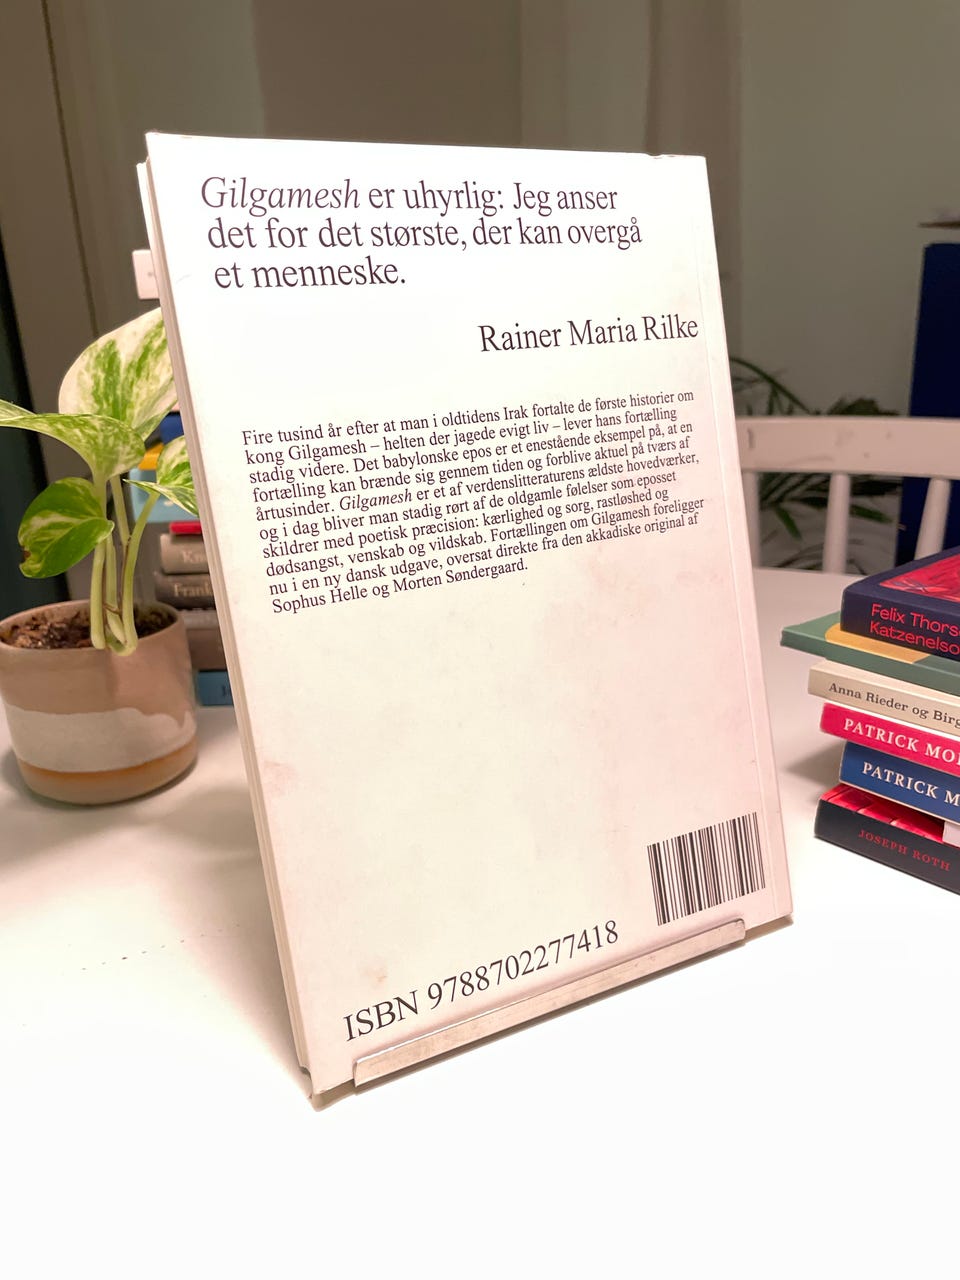 Gilgamesh er uhyrlig: Jeg anser
det for det største, der kan overgå
et menneske.
Rainer Maria Rilke
Fire tusind år efter at man i oldtidens Irak fortalte de første historier om
kong Gilgamesh – helten der jagede evigt liv – lever hans fortælling
stadig videre. Det babylonske epos er et enestående eksempel på, at en
fortælling kan brænde sig gennem tiden og forblive aktuel på tværs af
årtusinder. Gilgamesh er et af verdenslitteraturens ældste hovedværker,
og i dag bliver man stadig rørt af de oldgamle følelser som eposset
skildrer med poetisk præcision: kærlighed og sorg, rastløshed og
dødsangst, venskab og vildskab. Fortællingen om Gilgamesh foreligger
nu i en ny dansk udgave, oversat direkte fra den akkadiske original af
Sophus Helle og Morten Søndergaard.
ISBN 9788702277418
Felix Thors
Katzenelso
Anna Rieder og Birg
PATRICK MO
PATRICK M
JOSEPH ROTH
Kn
Frank